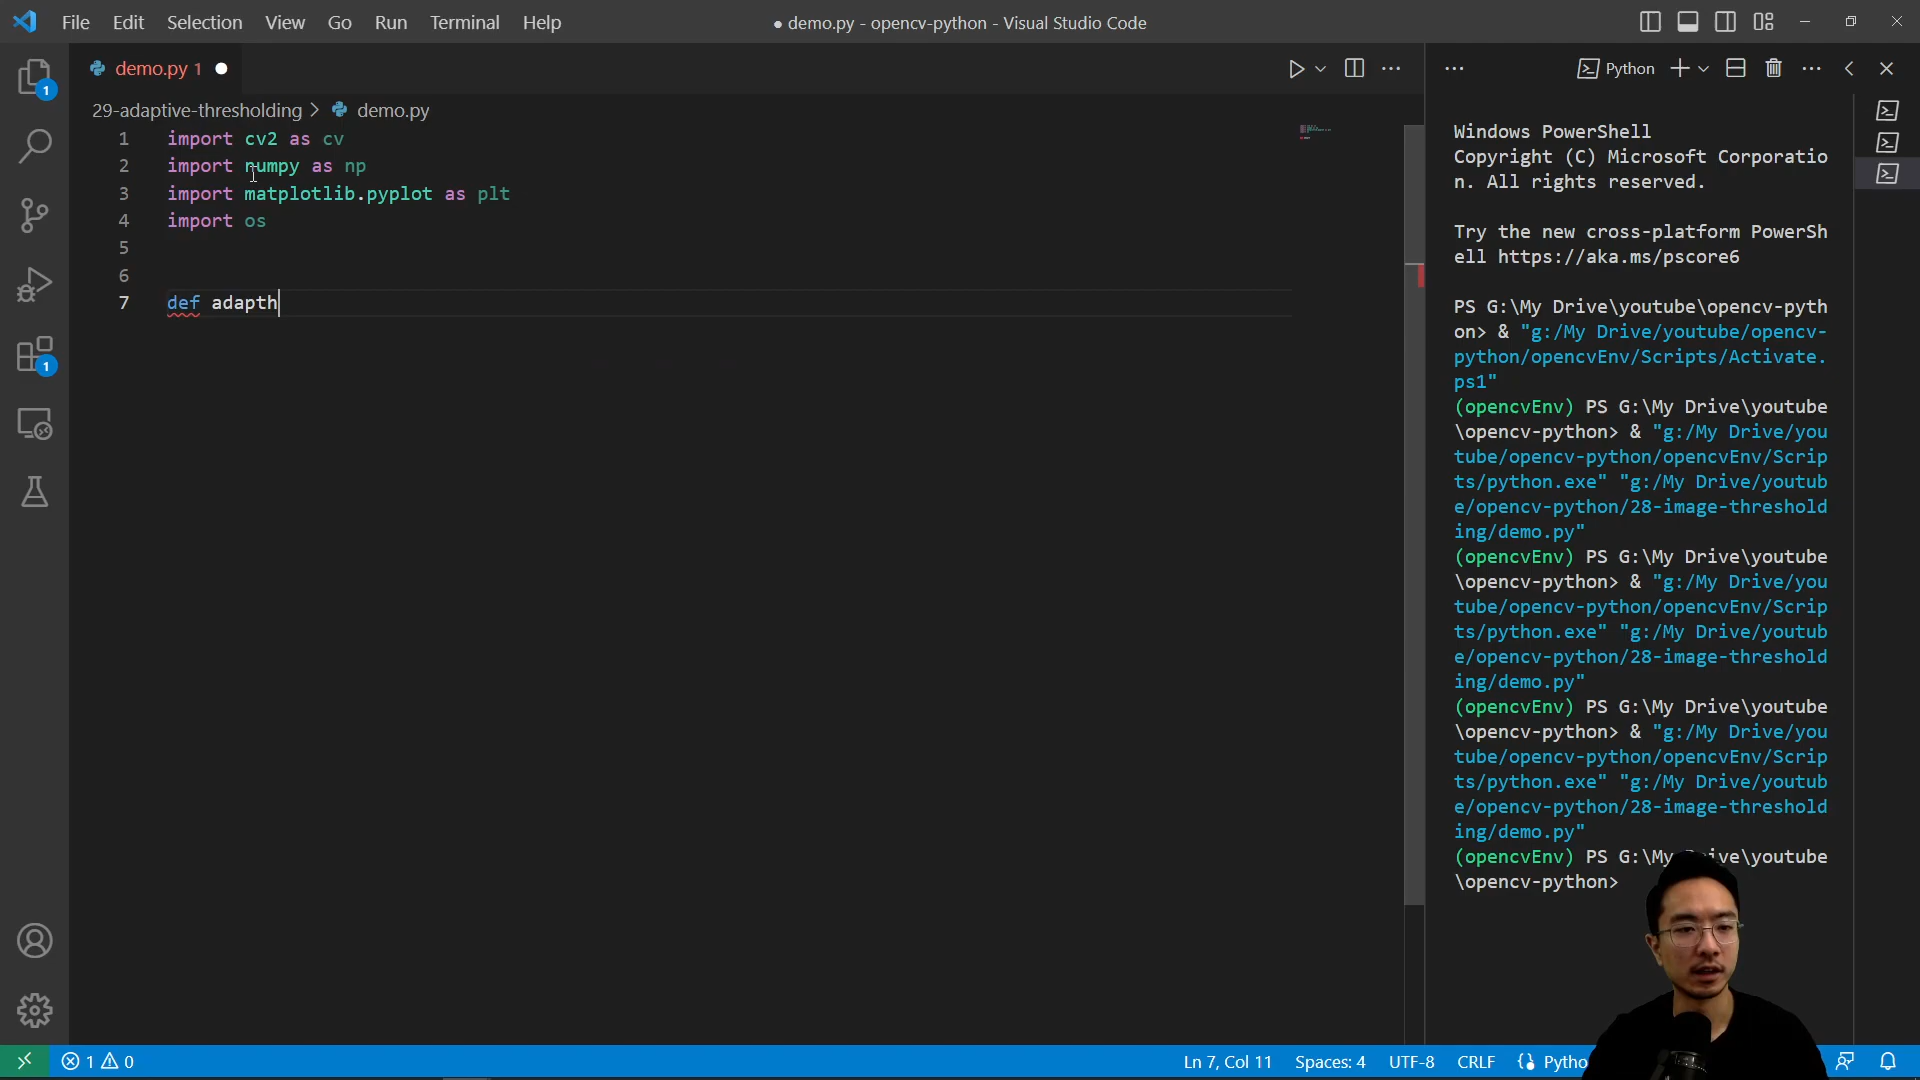 File Edit Selection View Go Run Terminal Help
● demo.py - opencv-python - Visual Studio Code
demo.py 1 ●
29-adaptive-thresholding > demo.py
1 import cv2 as cv
2 import numpy as np
3 import matplotlib.pyplot as plt
4 import os
5
6
7 def adapth
Python
Windows PowerShell
Copyright (C) Microsoft Corporatio
n. All rights reserved.
Try the new cross-platform PowerSh
ell https://aka.ms/pscore6
PS G:\My Drive\youtube\opencv-pyth
on> & "g:/My Drive/youtube/opencv-
python/opencvEnv/Scripts/Activate.
ps1"
(opencvEnv) PS G:\My Drive\youtube
\opencv-python> & "g:/My Drive/you
tube/opencv-python/opencvEnv/Scrip
ts/python.exe" "g:/My Drive/youtub
e/opencv-python/28-image-threshold
ing/demo.py"
(opencvEnv) PS G:\My Drive\youtube
\opencv-python> & "g:/My Drive/you
tube/opencv-python/opencvEnv/Scrip
ts/python.exe" "g:/My Drive/youtub
e/opencv-python/28-image-threshold
ing/demo.py"
(opencvEnv) PS G:\My Drive\youtube
\opencv-python> & "g:/My Drive/you
tube/opencv-python/opencvEnv/Scrip
ts/python.exe" "g:/My Drive/youtub
e/opencv-python/28-image-threshold
ing/demo.py"
(opencvEnv) PS G:\My Drive\youtube
\opencv-python>
1
1
1 0
Ln 7, Col 11 Spaces: 4 UTF-8 CRLF Pytho